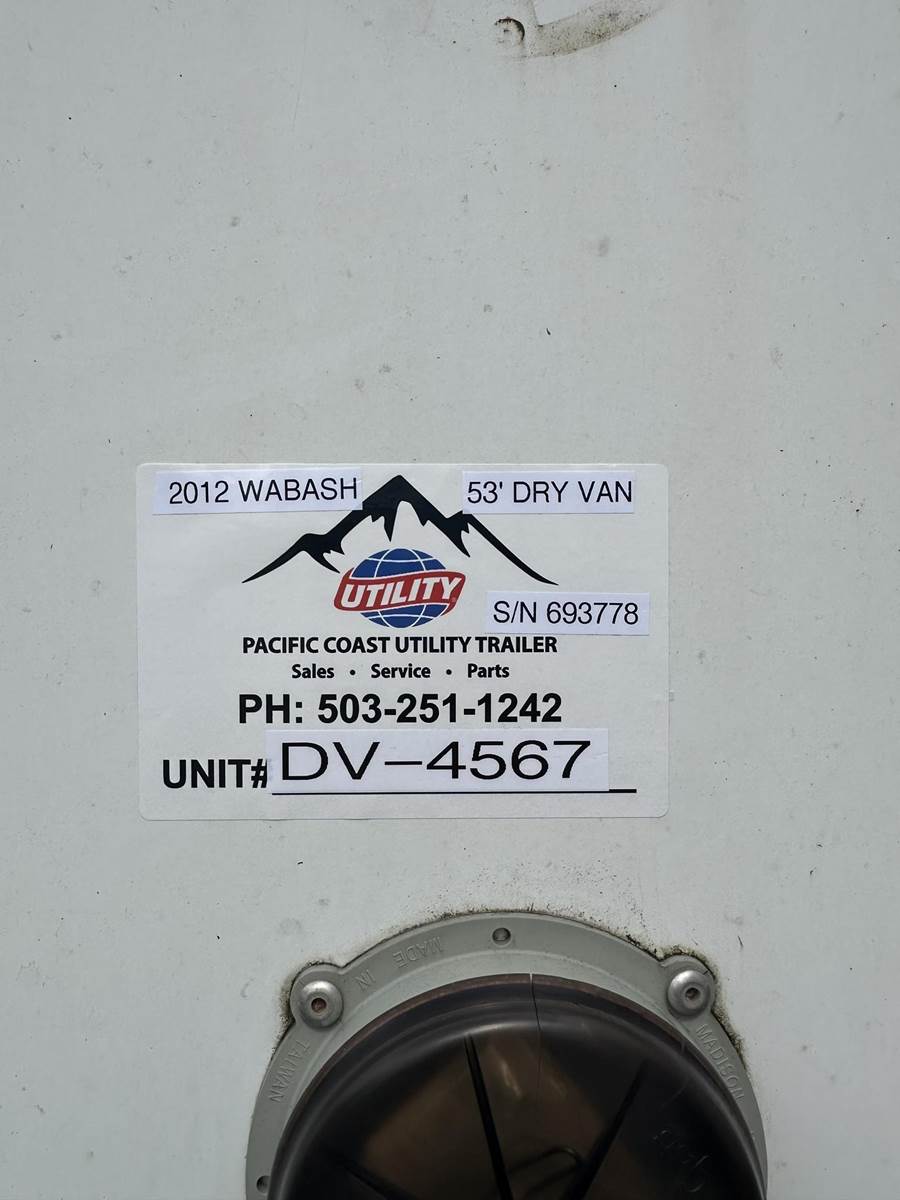 2012 WABASH
53' DRY VAN
UTILITY
S/N 693778
PACIFIC COAST UTILITY TRAILER
Sales • Service • Parts
PH: 503-251-1242
UNIT# DV-4567
MADE IN TAIWAN
MADISON